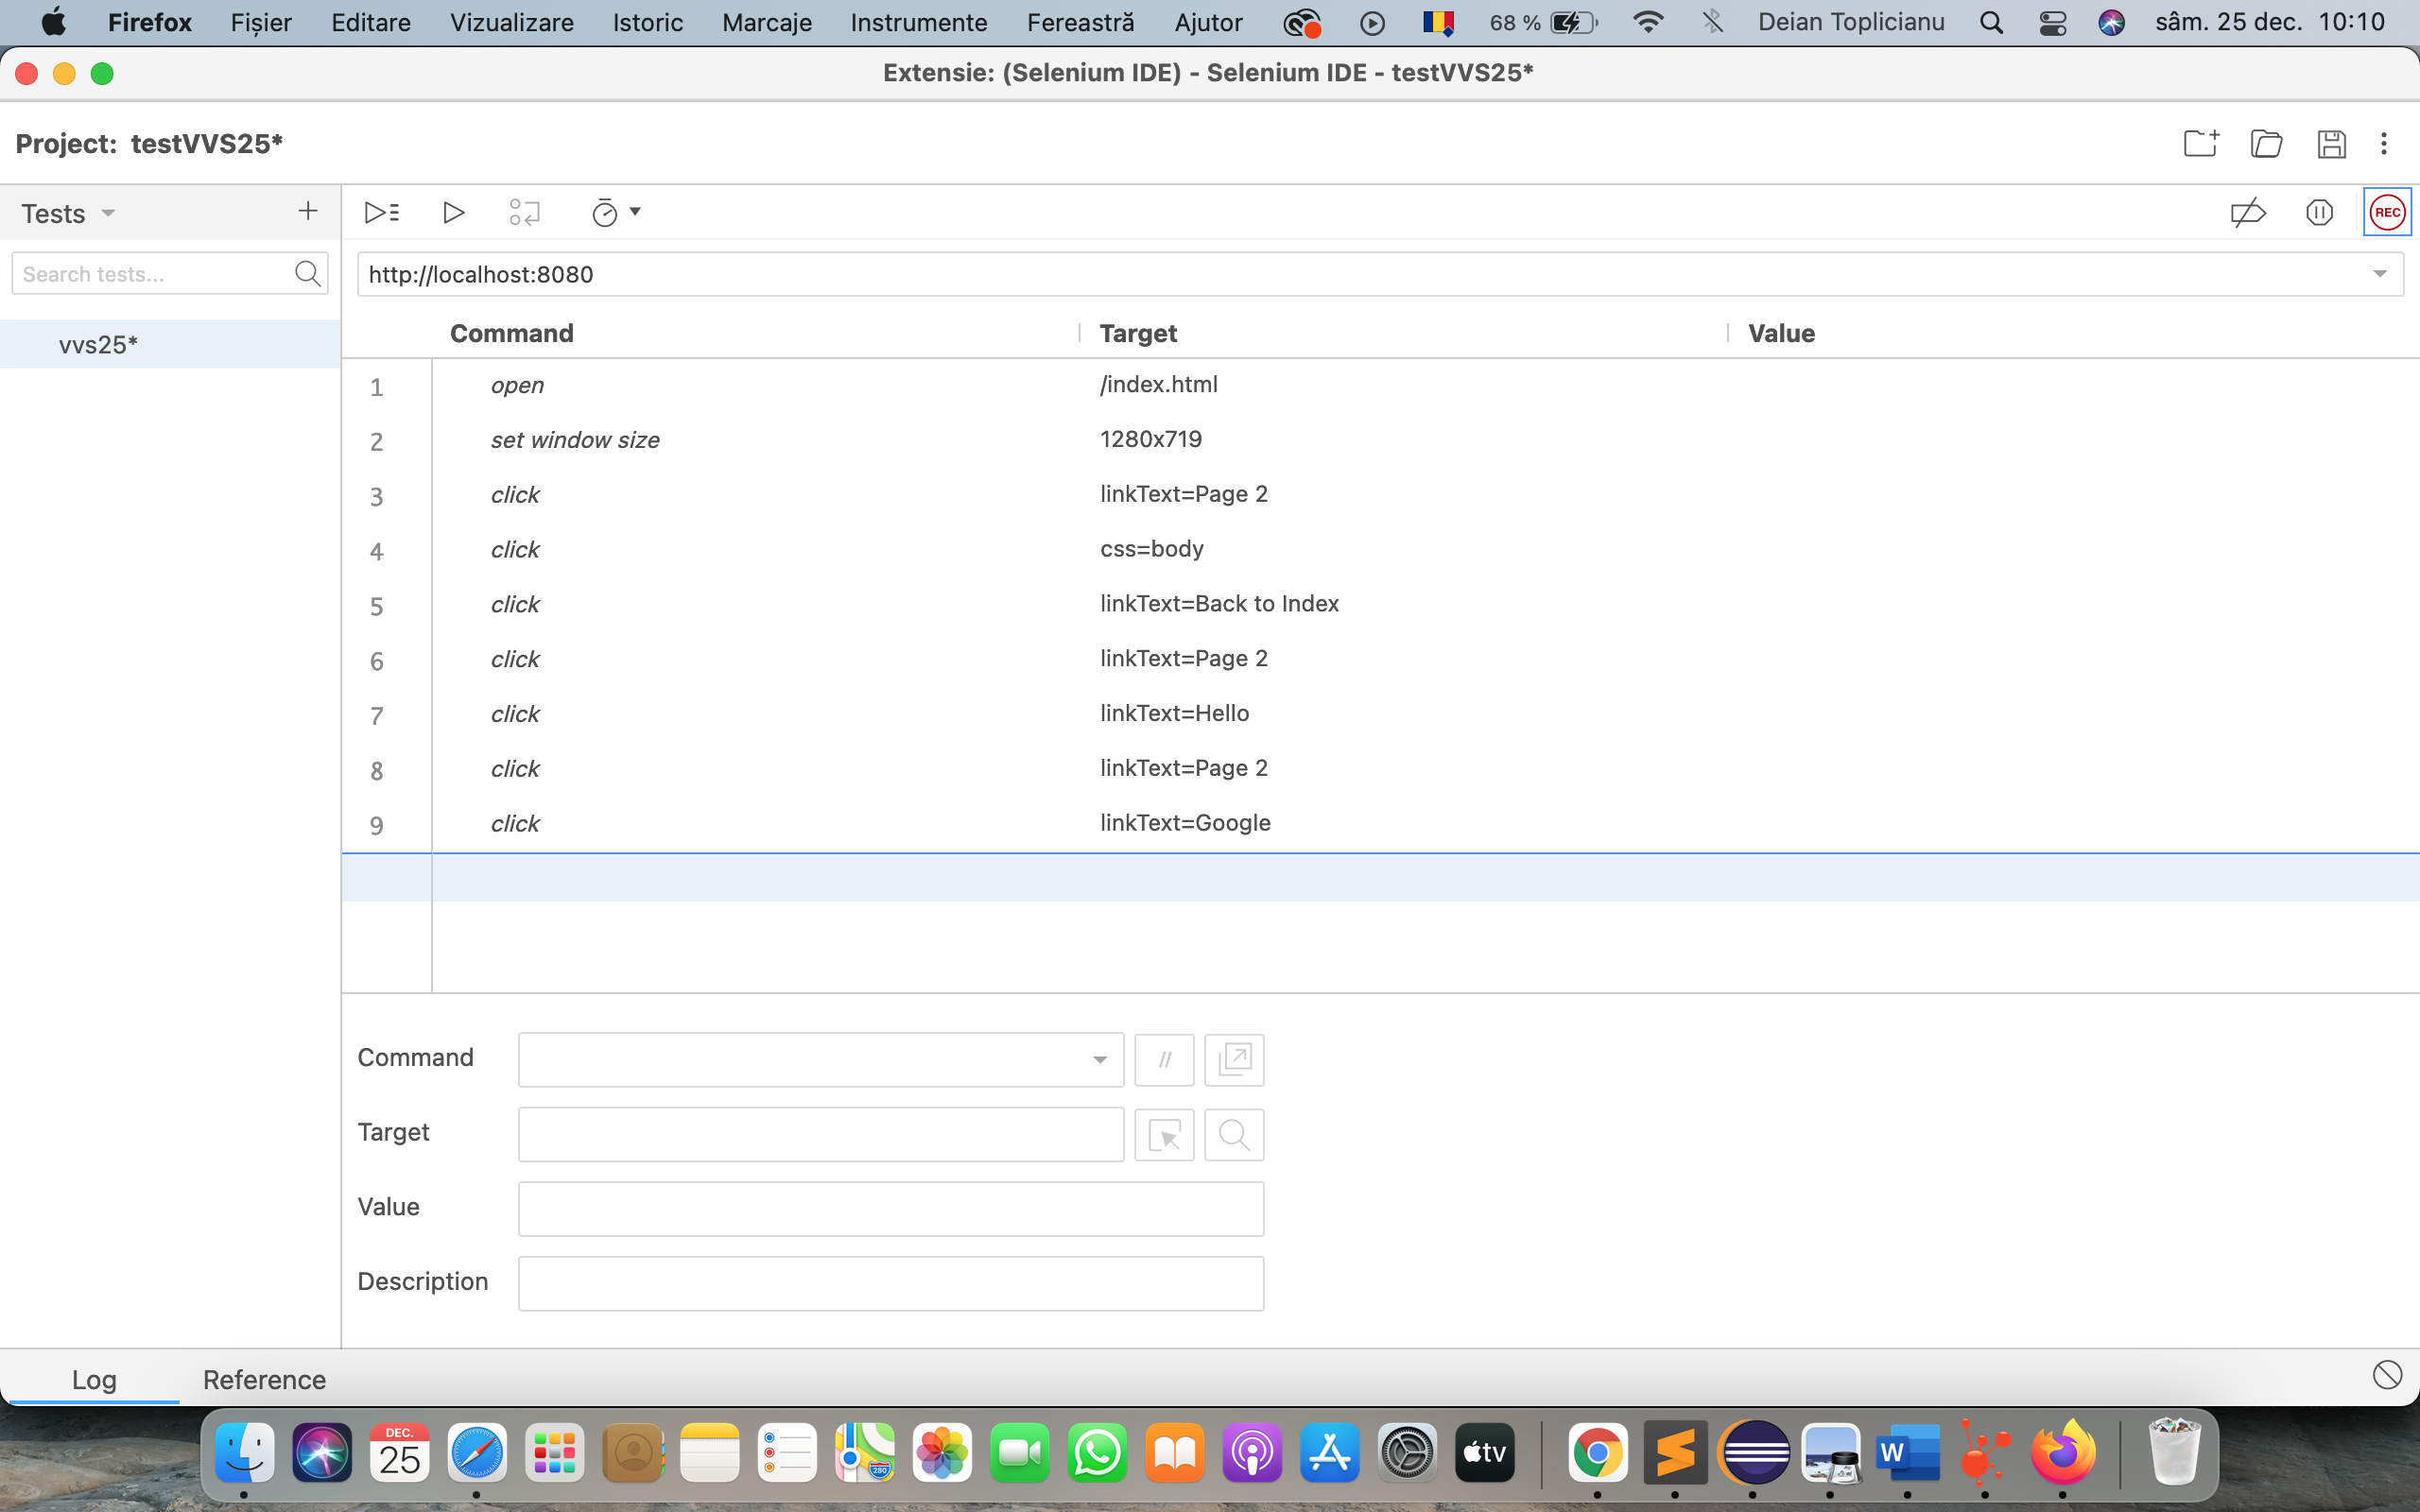 Firefox Fișier Editare Vizualizare Istoric Marcaje Instrumente Fereastră Ajutor 68 % Deian Toplicianu sâm. 25 dec. 10:10
Extensie: (Selenium IDE) - Selenium IDE - testVVS25*
Project: testVVS25*
Tests
REC
Search tests...
http://localhost:8080
vvs25*
Command Target Value
1 open /index.html
2 set window size 1280x719
3 click linkText=Page 2
4 click css=body
5 click linkText=Back to Index
6 click linkText=Page 2
7 click linkText=Hello
8 click linkText=Page 2
9 click linkText=Google
Command //
Target
Value
Description
Log Reference
DEC.
25
280
tv
W